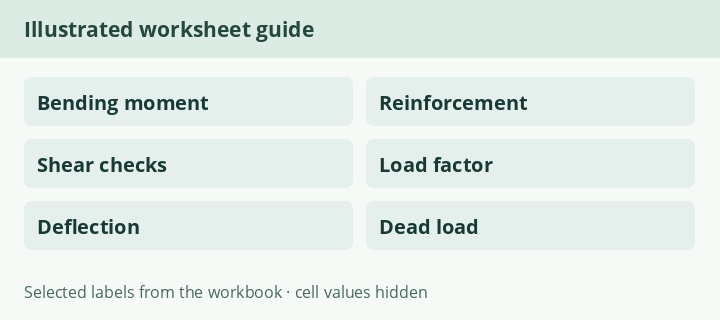 Illustrated worksheet guide
Bending moment
Reinforcement
Shear checks
Load factor
Deflection
Dead load
Selected labels from the workbook · cell values hidden